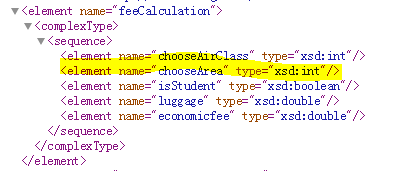 ▼<element name="feeCalculation">
▼<complexType>
▼<sequence>
<element name="chooseAirClass" type="xsd:int"/>
<element name="chooseArea" type="xsd:int"/>
<element name="isStudent" type="xsd:boolean"/>
<element name="luggage" type="xsd:double"/>
<element name="economicfee" type="xsd:double"/>
</sequence>
</complexType>
</element>